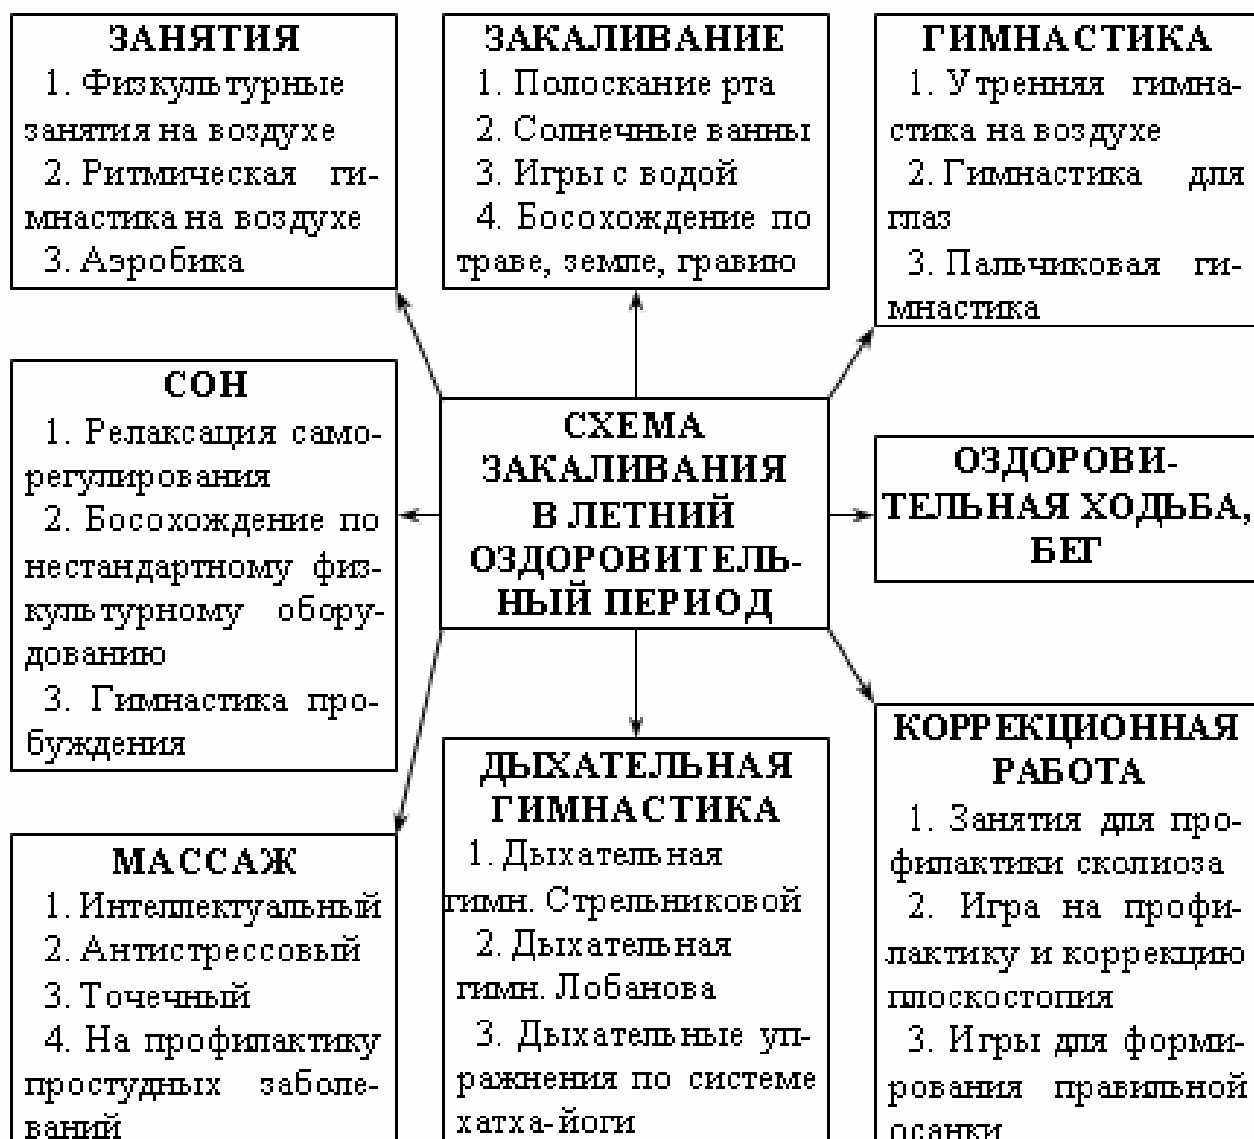 ЗАНЯТИЯ
1. Физкультурные
занятия на воздухе
2. Ритмическая ги-
мнастика на воздухе
3. Аэробика
ЗАКАЛИВАНИЕ
1. Полоскание рта
2. Солнечные ванны
3. Игры с водой
4. Босохождение по
траве, земле, гравию
ГИМНАСТИКА
1. Утренняя гимна-
стика на воздухе
2. Гимнастика для
глаз
3. Пальчиковая ги-
мнастика
СОН
1. Релаксация само-
регулирования
2. Босохождение по
нестандартному физ-
культурному обору-
дованию
3. Гимнастика про-
буждения
СХЕМА
ЗАКАЛИВАНИЯ
В ЛЕТНИЙ
ОЗДОРОВИТЕЛЬ-
НЫЙ ПЕРИОД
ОЗДОРОВИ-
ТЕЛЬНАЯ ХОДЬБА,
БЕГ
МАССАЖ
1. Интеллектуальный
2. Антистрессовый
3. Точечный
4. На профилактику
простудных заболе-
ваний
ДЫХАТЕЛЬНАЯ
ГИМНАСТИКА
1. Дыхательная
гимн. Стрельниковой
2. Дыхательная
гимн. Лобанова
3. Дыхательные уп-
ражнения по системе
хатха-йоги
КОРРЕКЦИОННАЯ
РАБОТА
1. Занятия для про-
филактики сколиоза
2. Игра на профи-
лактику и коррекцию
плоскостопия
3. Игры для форми-
рования правильной
осанки